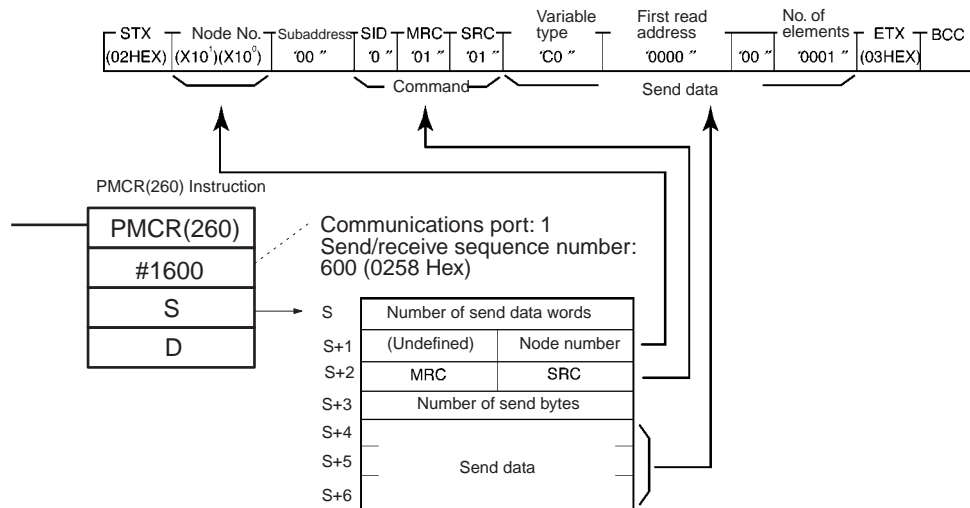 STX Node No. Subaddress SID MRC SRC Variable type First read address No. of elements ETX BCC
(02HEX) (X10¹)(X10⁰) '00 ″ '0 ″ '01 ″ '01 ″ 'C0 ″ '0000 ″ '00 ″ '0001 ″ (03HEX)
Command Send data
PMCR(260) Instruction
PMCR(260)
#1600
S
D
Communications port: 1
Send/receive sequence number:
600 (0258 Hex)
S Number of send data words
S+1 (Undefined) Node number
S+2 MRC SRC
S+3 Number of send bytes
S+4
S+5 Send data
S+6